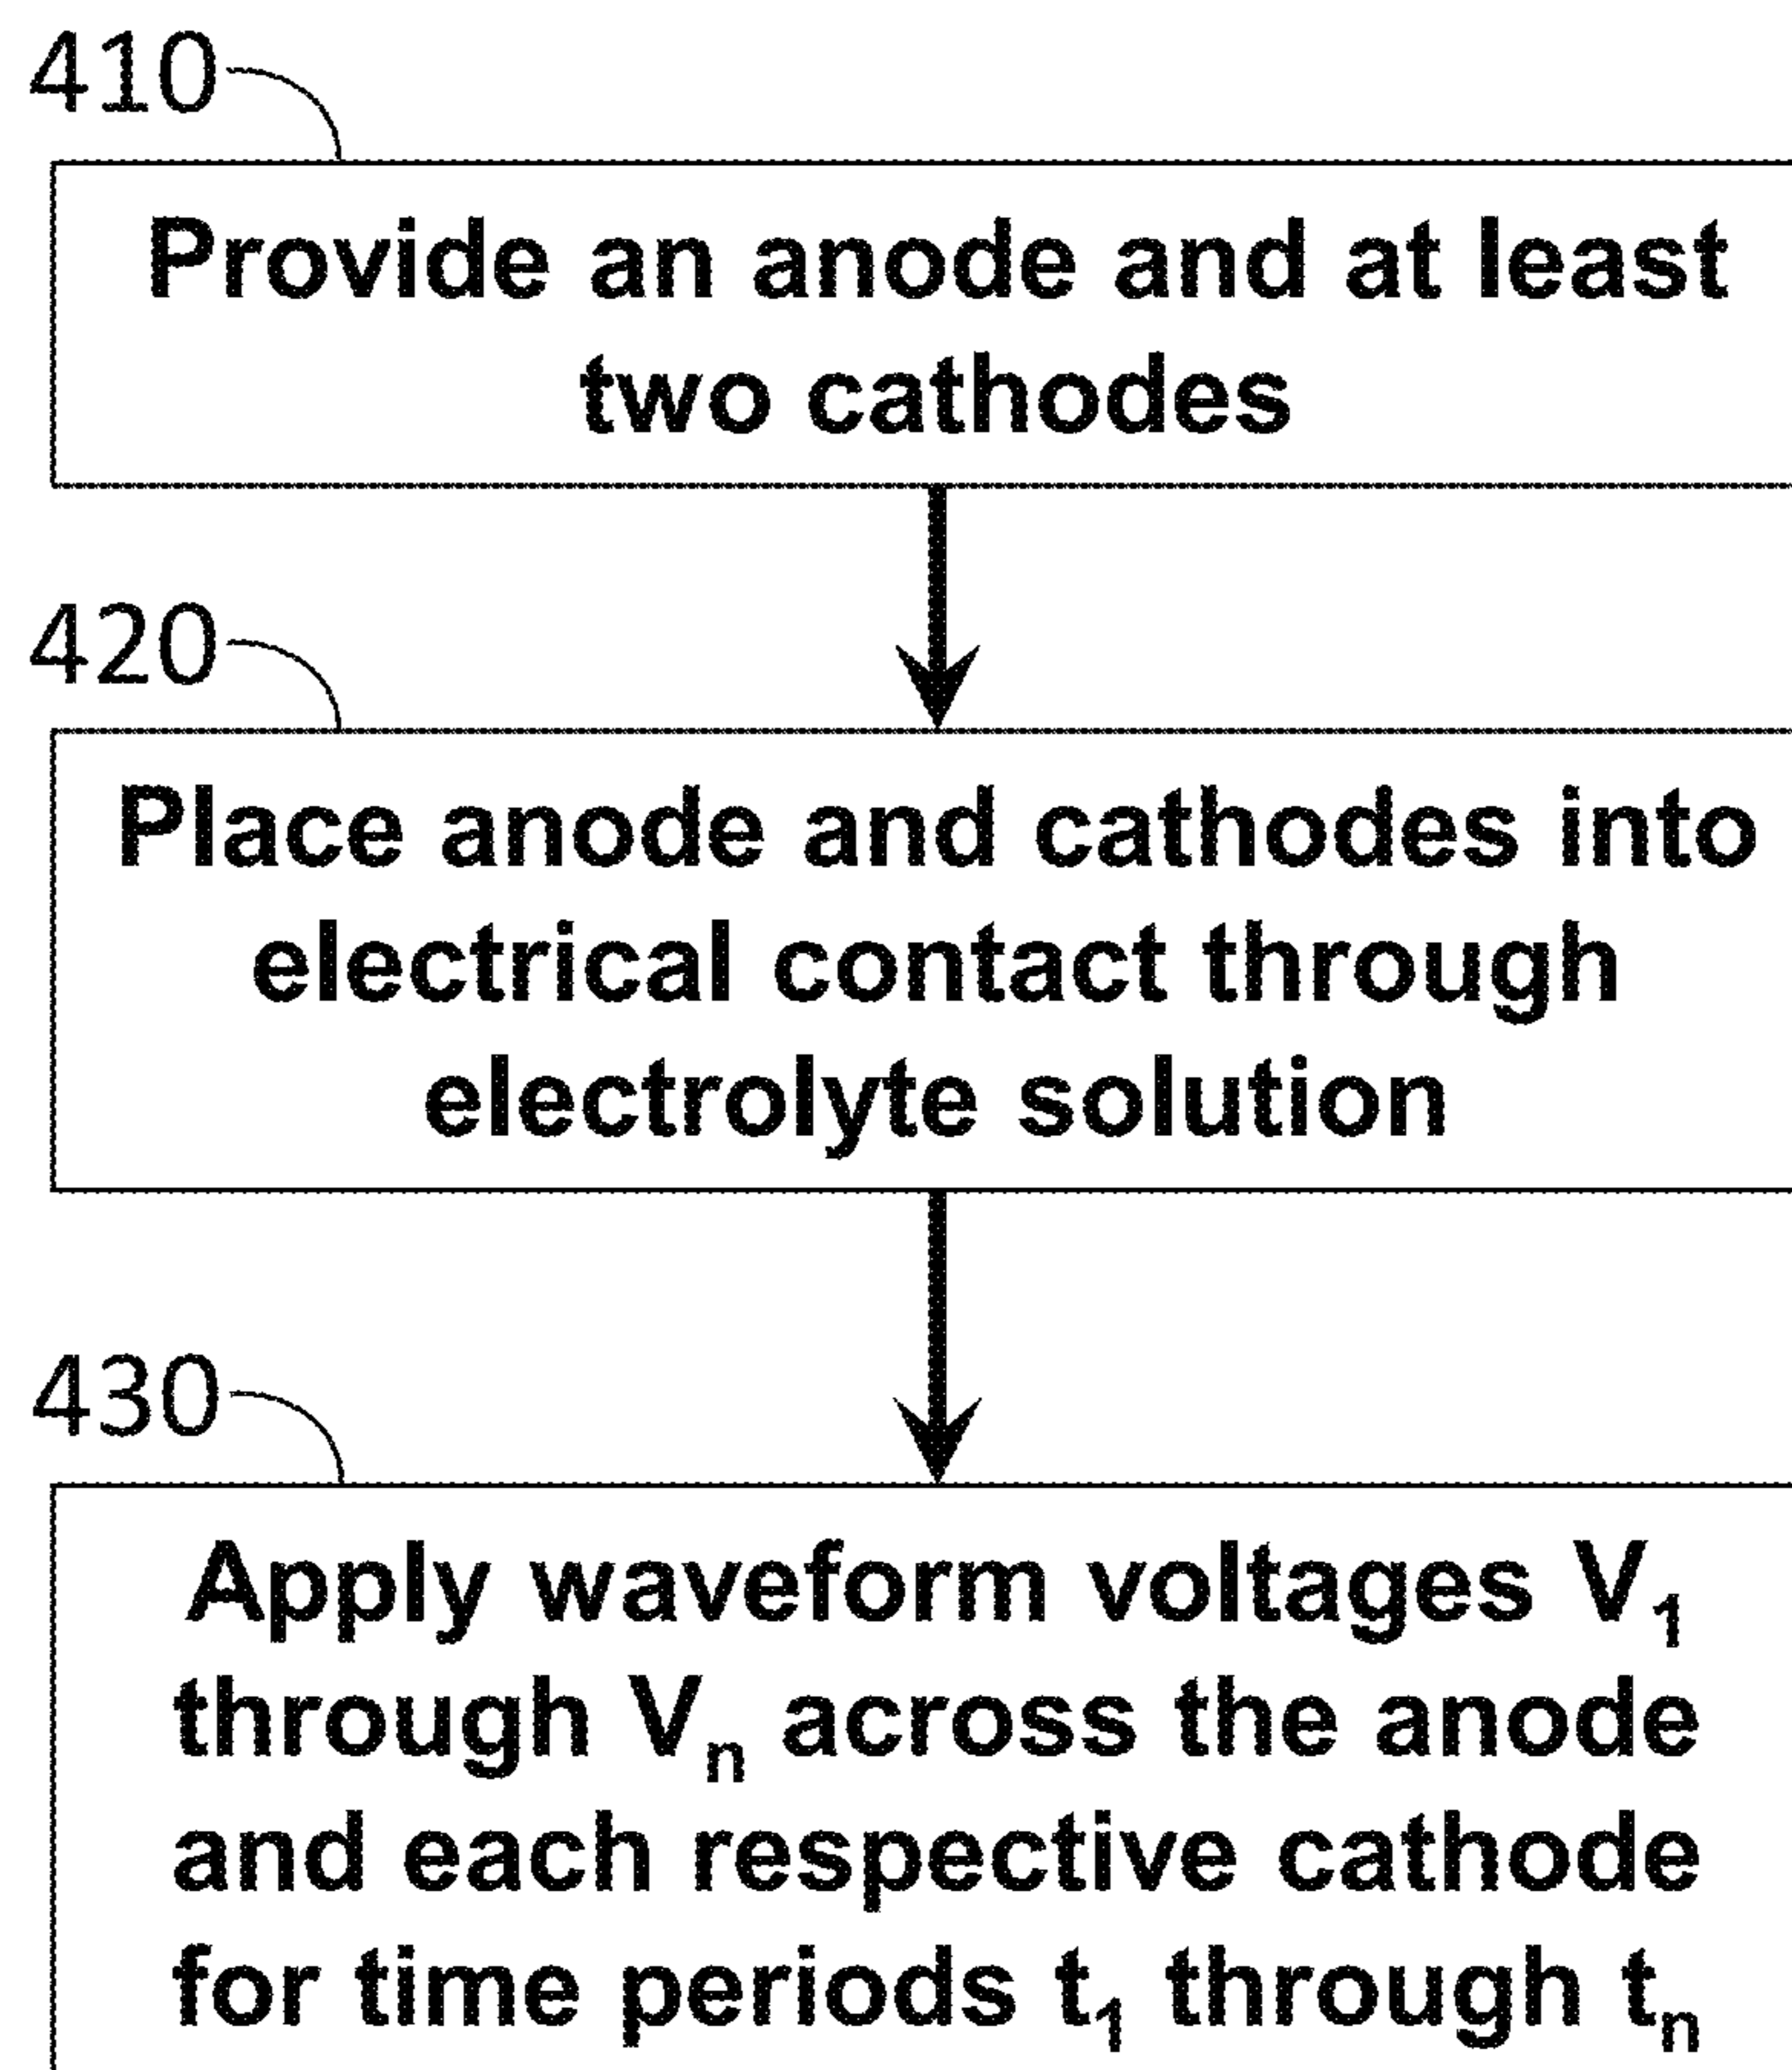 410
Provide an anode and at least
two cathodes
420
Place anode and cathodes into
electrical contact through
electrolyte solution
430
Apply waveform voltages V₁
through Vₙ across the anode
and each respective cathode
for time periods t₁ through tₙ